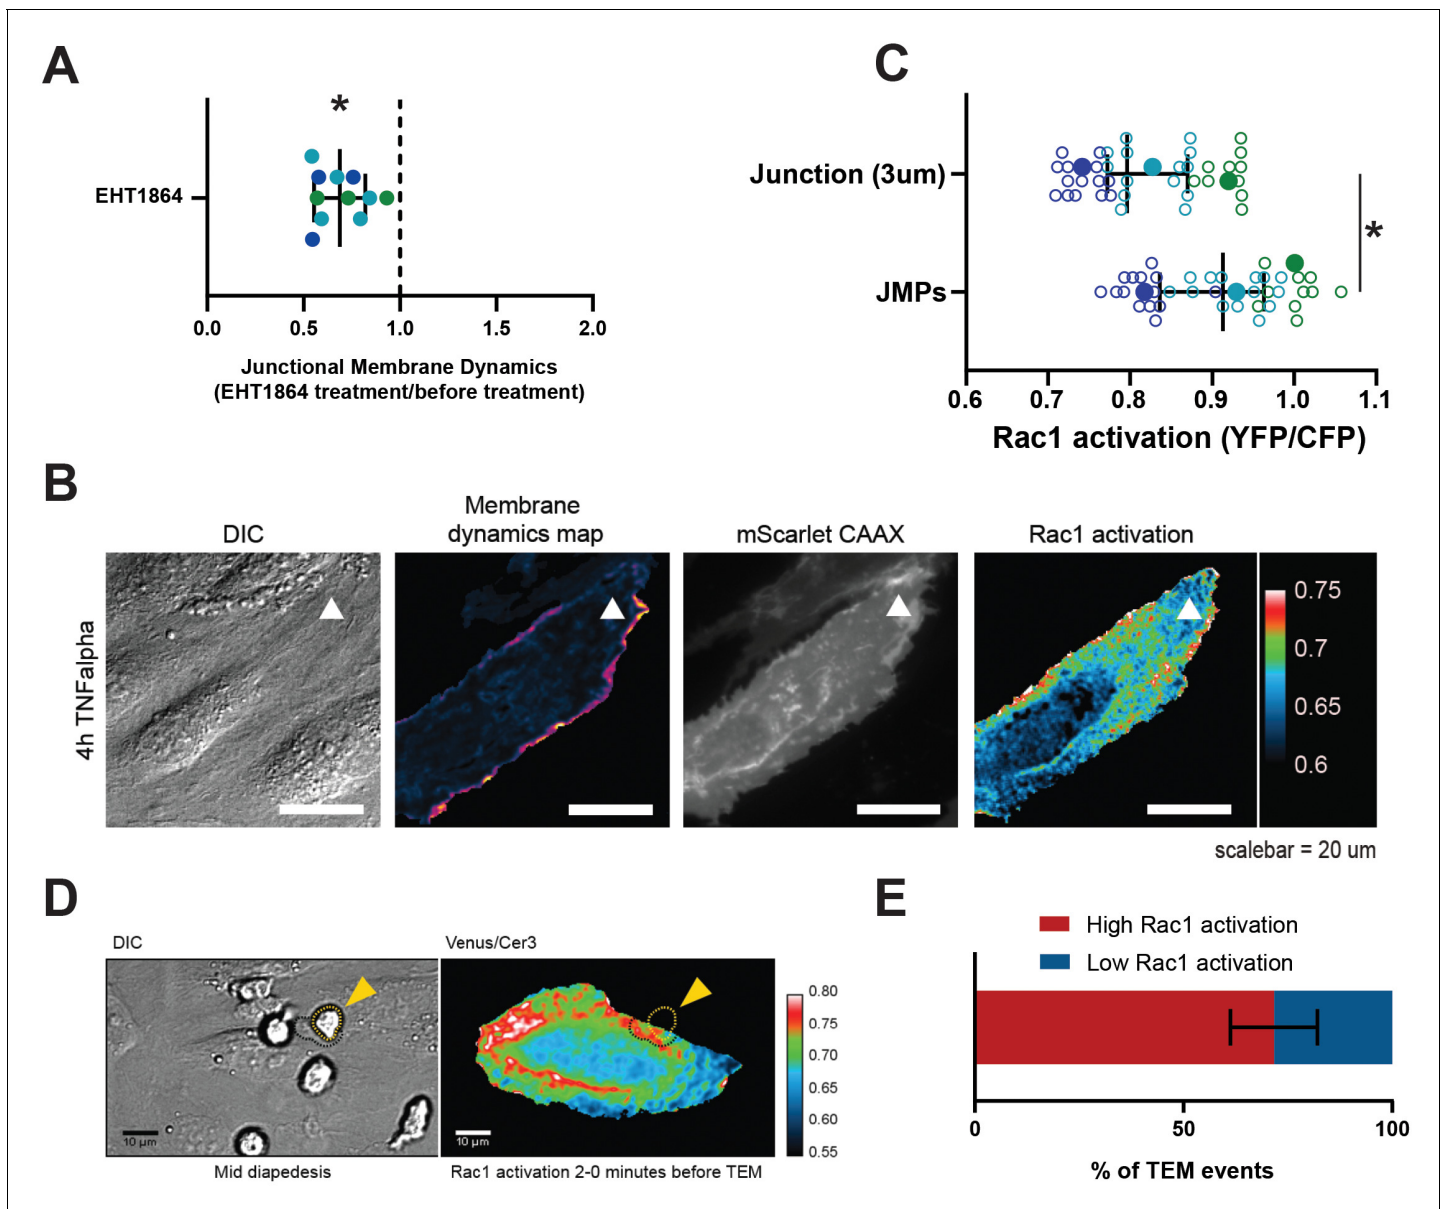 A
*
EHT1864
0.0 0.5 1.0 1.5 2.0
Junctional Membrane Dynamics
(EHT1864 treatment/before treatment)
C
Junction (3um)
*
JMPs
0.6 0.7 0.8 0.9 1.0 1.1
Rac1 activation (YFP/CFP)
B
4h TNFalpha
DIC
Membrane
dynamics map
mScarlet CAAX
Rac1 activation
0.75
0.7
0.65
0.6
scalebar = 20 um
D
DIC
Venus/Cer3
10 µm
10 µm
0.80
0.75
0.70
0.65
0.60
0.55
Mid diapedesis
Rac1 activation 2-0 minutes before TEM
E
High Rac1 activation
Low Rac1 activation
0 50 100
% of TEM events